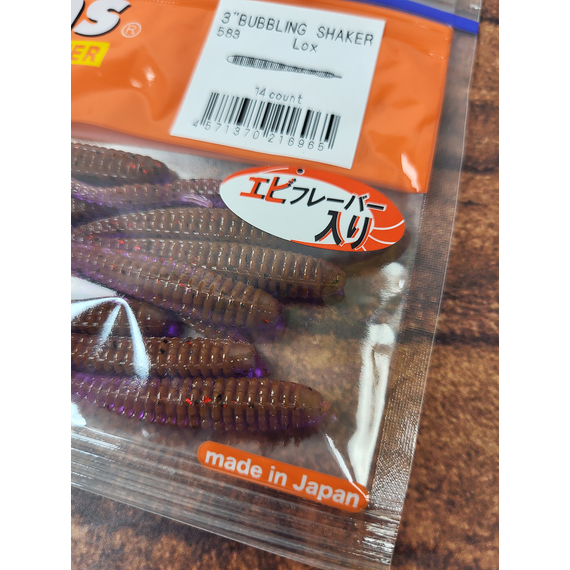 3"BUBBLING SHAKER
589 Lox
14 count
4571370216965
エビフレーバー
入り
made in Japan